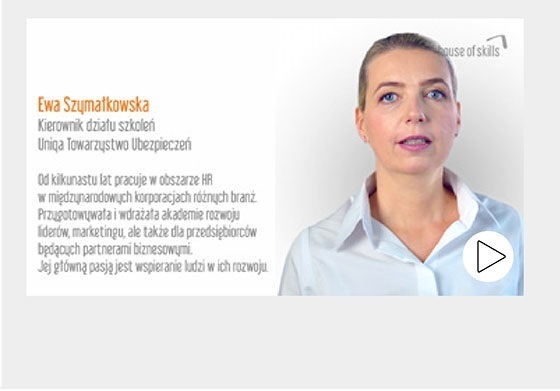 house of skills
Ewa Szymałkowska
Kierownik działu szkoleń
Uniqa Towarzystwo Ubezpieczeń
Od kilkunastu lat pracuje w obszarze HR
w międzynarodowych korporacjach różnych branż.
Przygotowywała i wdrażała akademie rozwoju
liderów, marketingu, ale także dla przedsiębiorców
będących partnerami biznesowymi.
Jej główną pasją jest wspieranie ludzi w ich rozwoju.